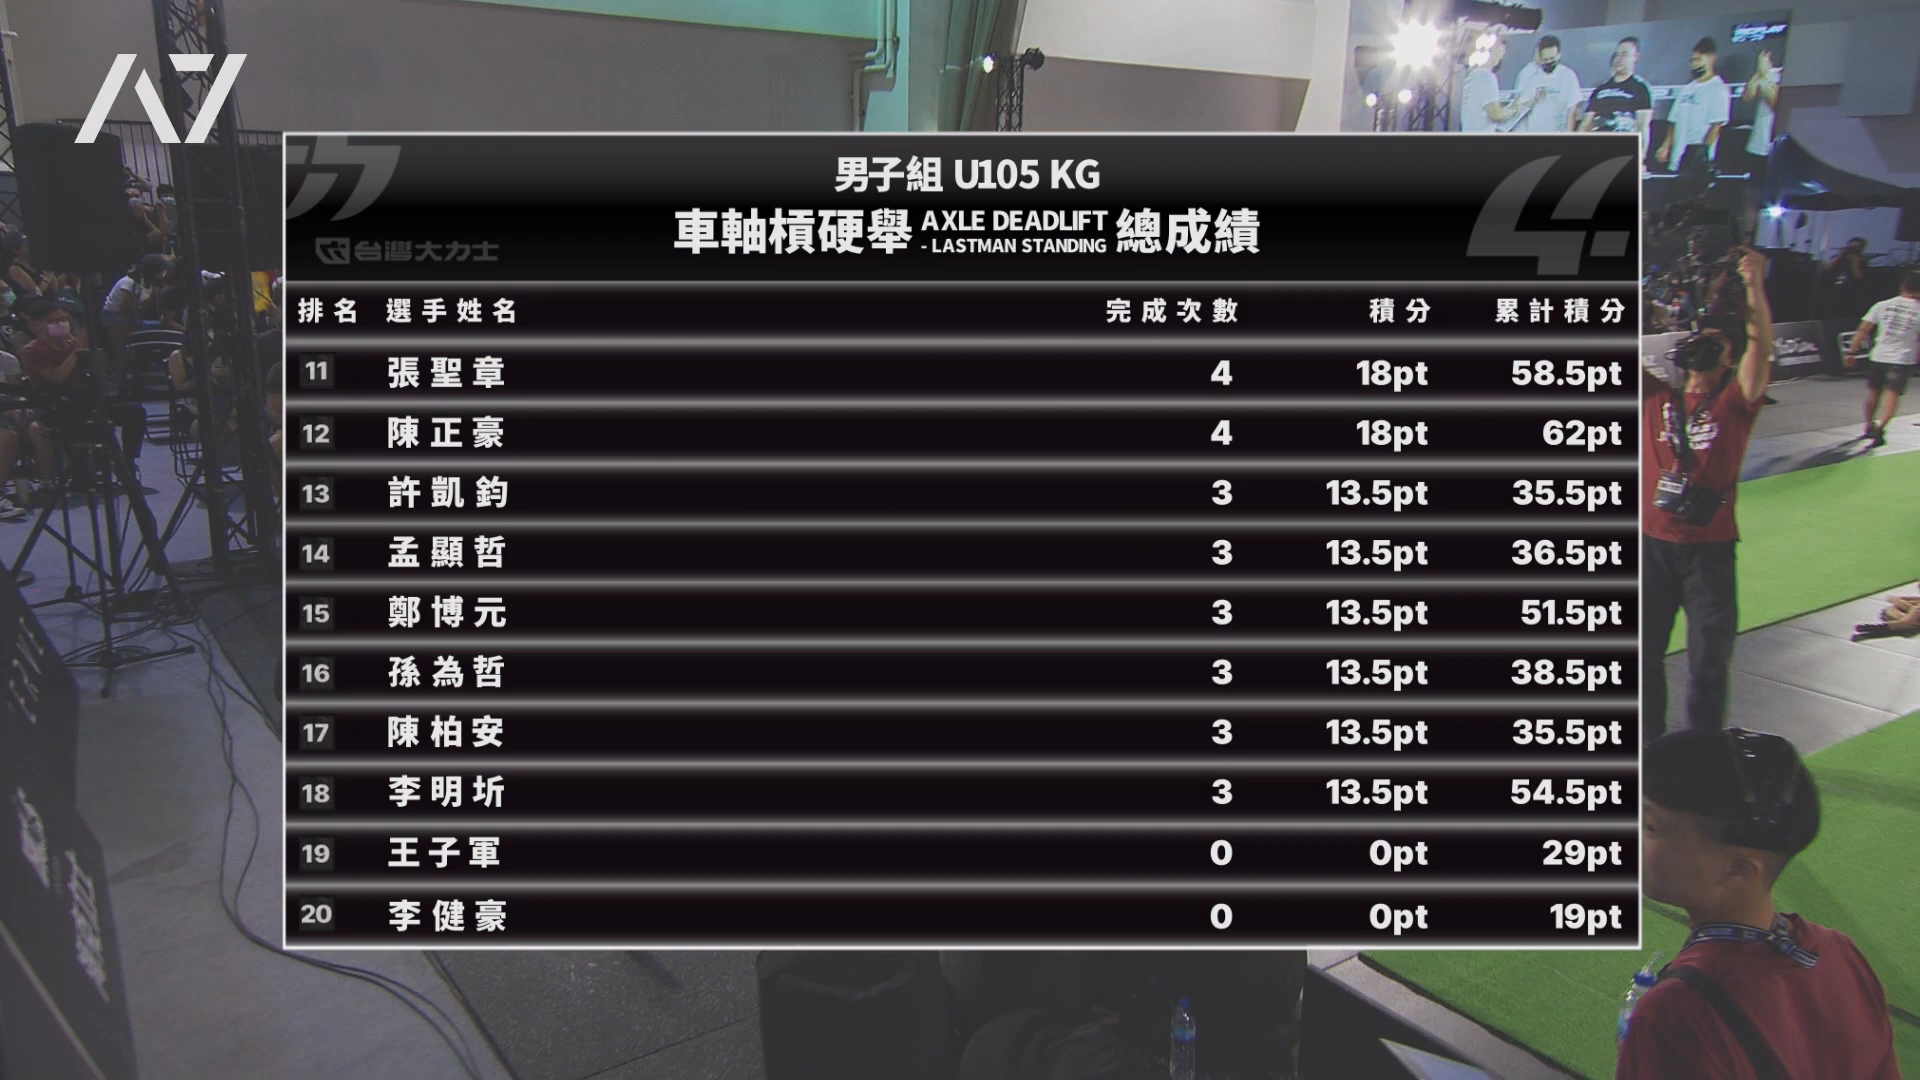 A7
男子組 U105 KG
車軸槓硬舉 AXLE DEADLIFT - LASTMAN STANDING 總成績
台灣大力士
排名 選手姓名 完成次數 積分 累計積分
11 張聖章 4 18pt 58.5pt
12 陳正豪 4 18pt 62pt
13 許凱鈞 3 13.5pt 35.5pt
14 孟顯哲 3 13.5pt 36.5pt
15 鄭博元 3 13.5pt 51.5pt
16 孫為哲 3 13.5pt 38.5pt
17 陳柏安 3 13.5pt 35.5pt
18 李明圻 3 13.5pt 54.5pt
19 王子軍 0 0pt 29pt
20 李健豪 0 0pt 19pt